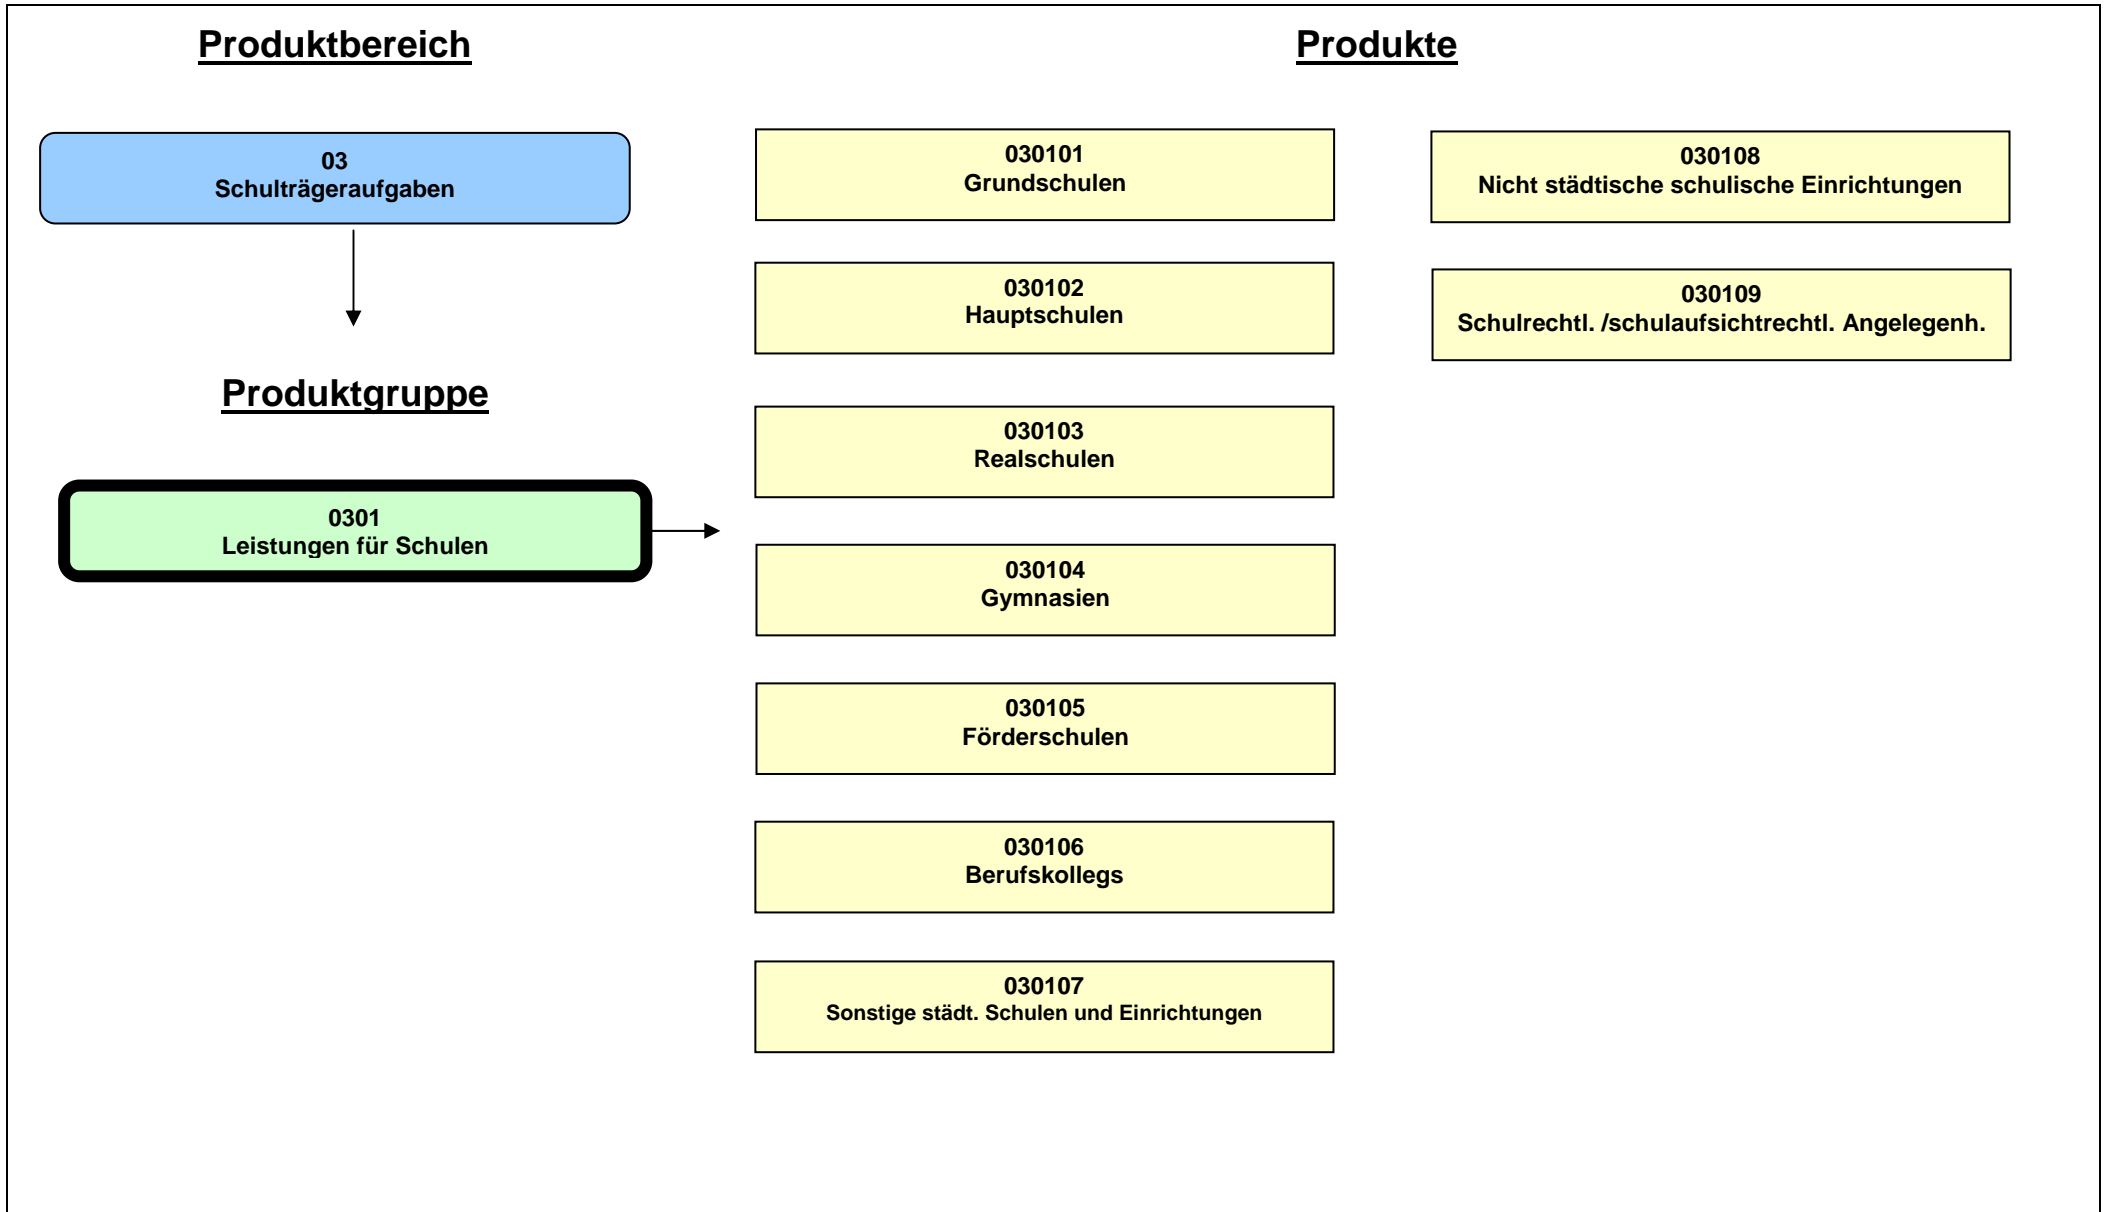 Produktbereich
03
Schulträgeraufgaben
Produktgruppe
0301
Leistungen für Schulen
Produkte
030101
Grundschulen
030102
Hauptschulen
030103
Realschulen
030104
Gymnasien
030105
Förderschulen
030106
Berufskollegs
030107
Sonstige städt. Schulen und Einrichtungen
030108
Nicht städtische schulische Einrichtungen
030109
Schulrechtl. /schulaufsichtrechtl. Angelegenh.